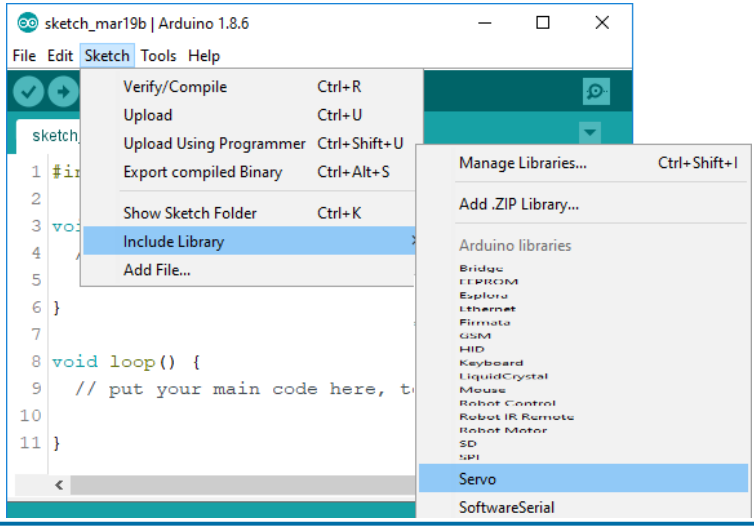 sketch_mar19b | Arduino 1.8.6
File Edit Sketch Tools Help
Verify/Compile Ctrl+R
Upload Ctrl+U
Upload Using Programmer Ctrl+Shift+U
Export compiled Binary Ctrl+Alt+S
Show Sketch Folder Ctrl+K
Include Library
Add File...
Manage Libraries... Ctrl+Shift+I
Add .ZIP Library...
Arduino libraries
Bridge
EEPROM
Esplora
Ethernet
Firmata
GSM
HID
Keyboard
LiquidCrystal
Mouse
Robot Control
Robot IR Remote
Robot Motor
SD
SPI
Servo
SoftwareSerial
sketch_
1 #in
2
3 voi
4 /
5
6 }
7
8 void loop() {
9 // put your main code here, t
10
11 }